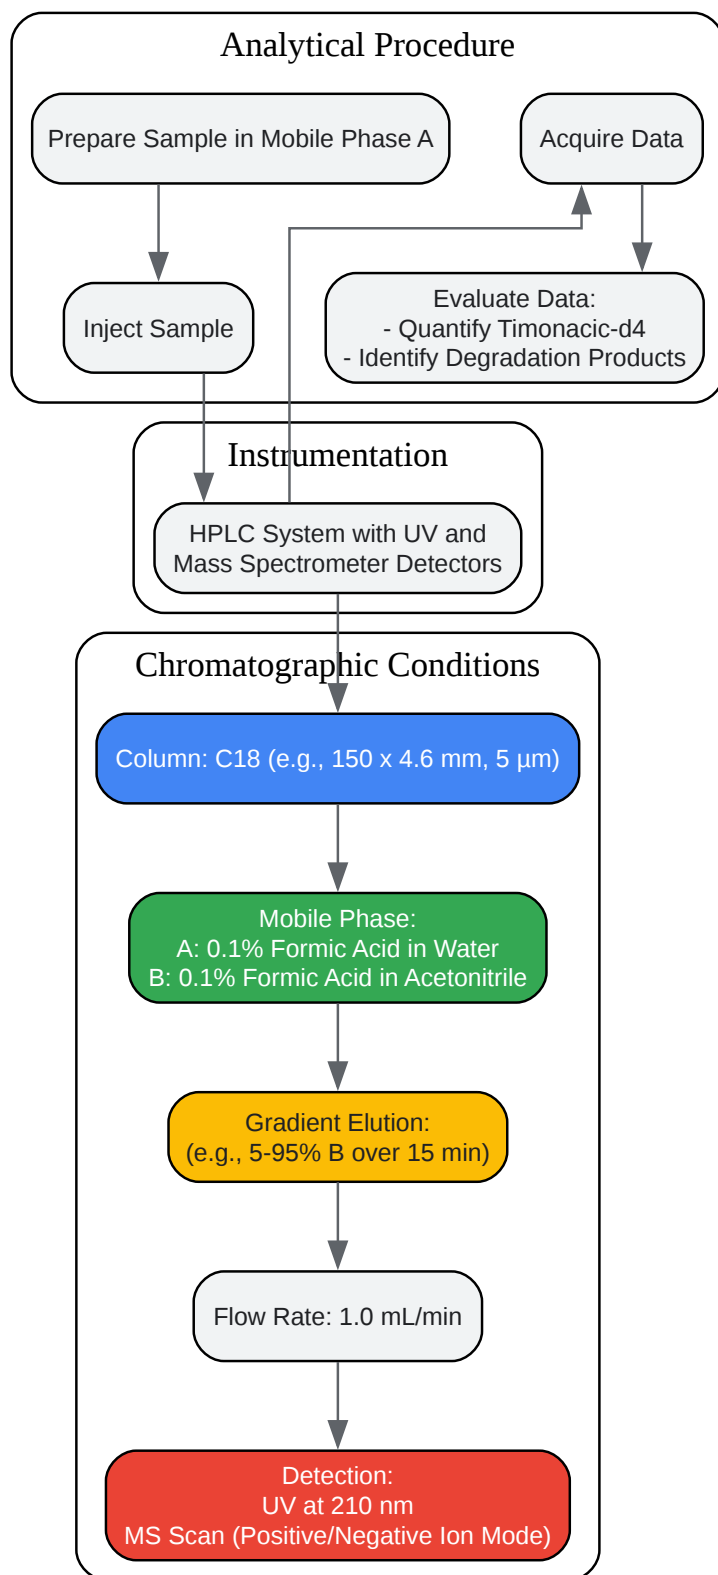 Analytical Procedure
Prepare Sample in Mobile Phase A
Acquire Data
Inject Sample
Evaluate Data:
- Quantify Timonacic-d4
- Identify Degradation Products
Instrumentation
HPLC System with UV and
Mass Spectrometer Detectors
Chromatographic Conditions
Column: C18 (e.g., 150 x 4.6 mm, 5 µm)
Mobile Phase:
A: 0.1% Formic Acid in Water
B: 0.1% Formic Acid in Acetonitrile
Gradient Elution:
(e.g., 5-95% B over 15 min)
Flow Rate: 1.0 mL/min
Detection:
UV at 210 nm
MS Scan (Positive/Negative Ion Mode)